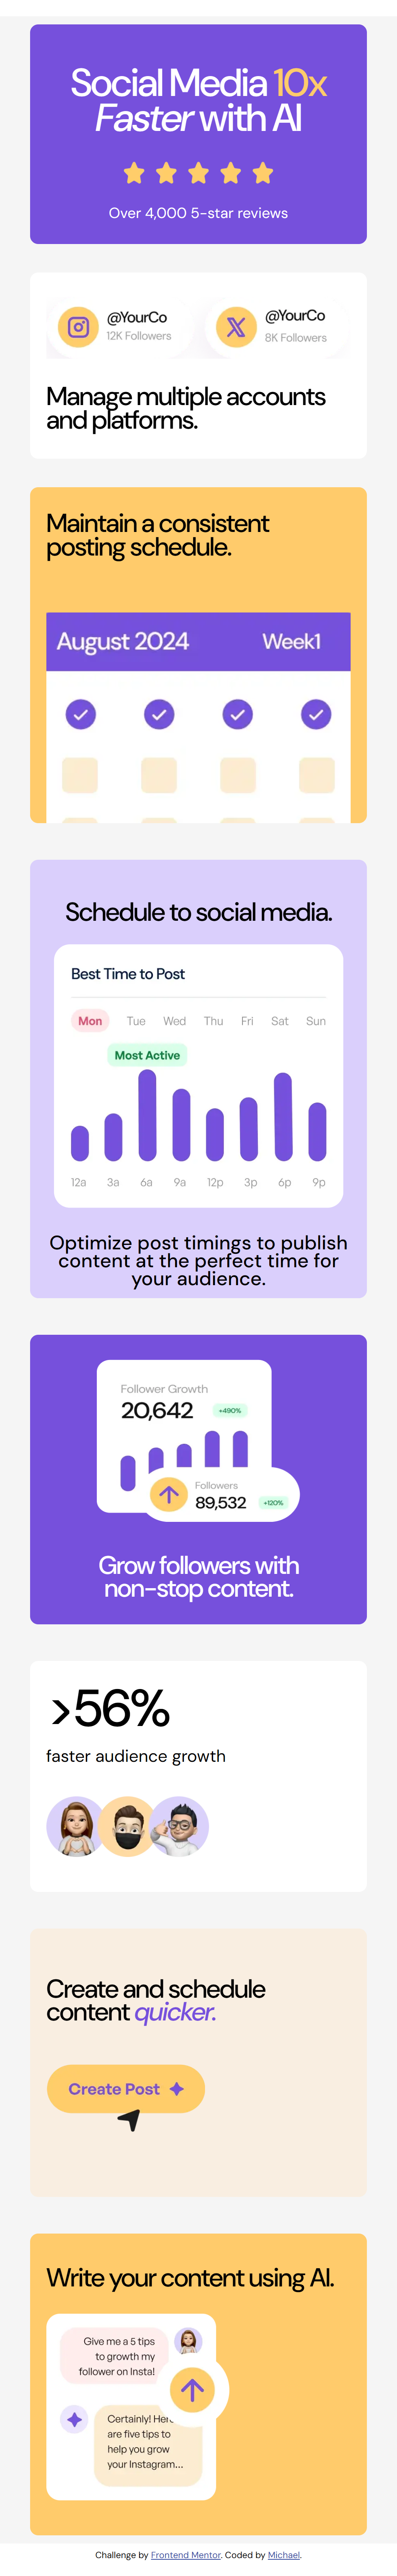 Social Media 10x
Faster with AI
Over 4,000 5-star reviews
@YourCo
12K Followers
@YourCo
8K Followers
Manage multiple accounts
and platforms.
Maintain a consistent
posting schedule.
August 2024 Week1
Schedule to social media.
Best Time to Post
Mon Tue Wed Thu Fri Sat Sun
Most Active
12a 3a 6a 9a 12p 3p 6p 9p
Optimize post timings to publish
content at the perfect time for
your audience.
Follower Growth
20,642 +490%
Followers
89,532 +120%
Grow followers with
non-stop content.
>56%
faster audience growth
Create and schedule
content quicker.
Create Post
Write your content using AI.
Give me a 5 tips
to growth my
follower on Insta!
Certainly! Here
are five tips to
help you grow
your Instagram...
Challenge by Frontend Mentor. Coded by Michael.